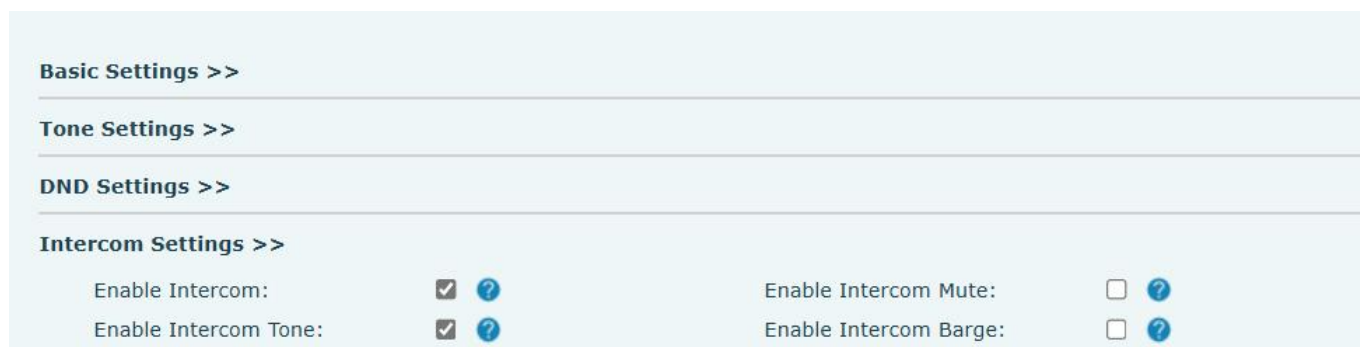 Basic Settings >>
Tone Settings >>
DND Settings >>
Intercom Settings >>
Enable Intercom: ? Enable Intercom Mute: ?
Enable Intercom Tone: ? Enable Intercom Barge: ?